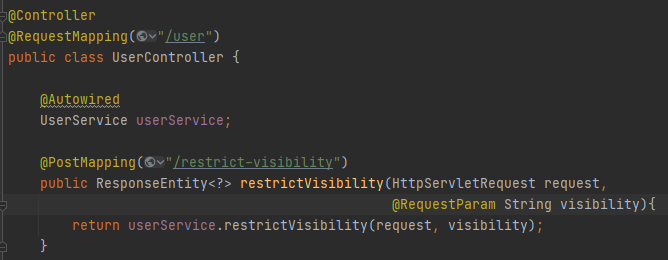 @Controller
@RequestMapping("/user")
public class UserController {
@Autowired
UserService userService;
@PostMapping("/restrict-visibility")
public ResponseEntity<?> restrictVisibility(HttpServletRequest request,
@RequestParam String visibility){
return userService.restrictVisibility(request, visibility);
}